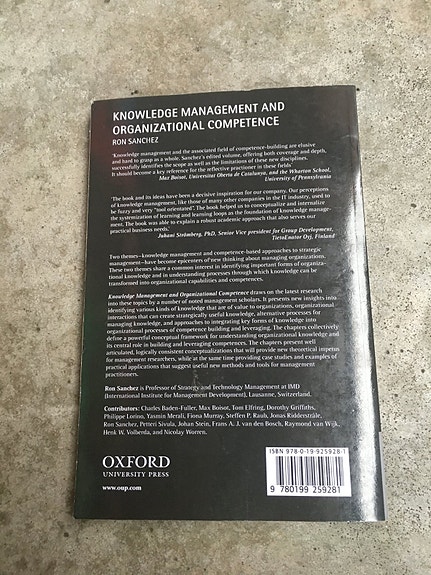 KNOWLEDGE MANAGEMENT AND
ORGANIZATIONAL COMPETENCE
RON SANCHEZ
'Knowledge management and the associated field of competence-building are elusive
and hard to grasp as a whole. Sanchez's edited volume, offering both coverage and depth,
successfully identifies the scope as well as the limitations of these new disciplines.
It should become a key reference for the reflective practitioner in these fields'
Max Boisot, Universitat Oberta de Catalunya, and the Wharton School,
University of Pennsylvania
'The book and its ideas have been a decisive inspiration for our company. Our perceptions
of knowledge management, like those of many other companies in the IT industry, used to
be fuzzy and very "tool oriented". The book helped us to conceptualize and internalize
the systemization of learning and learning loops as the foundation of knowledge manage-
ment. The book was able to explain a robust academic approach that also serves our
practical business needs.'
Juhani Strömberg, PhD, Senior Vice president for Group Development,
TietoEnator Oyj, Finland
Two themes—knowledge management and competence-based approaches to strategic
management—have become epicenters of new thinking about managing organizations.
These two themes share a common interest in identifying important forms of organiza-
tional knowledge and in understanding processes through which knowledge can be
transformed into organizational capabilities and competences.
Knowledge Management and Organizational Competence draws on the latest research
into these topics by a number of noted management scholars. It presents new insights into
identifying various kinds of knowledge that are of value to organizations, organizational
interactions that can create strategically useful knowledge, alternative processes for
managing knowledge, and approaches to integrating key forms of knowledge into
organizational processes of competence building and leveraging. The chapters collectively
define a powerful conceptual framework for understanding organizational knowledge and
its central role in building and leveraging competences. The chapters present well
articulated, logically consistent conceptualizations that will provide new theoretical impetus
for management researchers, while at the same time providing case studies and examples of
practical applications that suggest useful new methods and tools for management
practitioners.
Ron Sanchez is Professor of Strategy and Technology Management at IMD
(International Institute for Management Development), Lausanne, Switzerland.
Contributors: Charles Baden-Fuller, Max Boisot, Tom Elfring, Dorothy Griffiths,
Philippe Lorino, Yasmin Merali, Fiona Murray, Steffen P. Raub, Jonas Ridderstråle,
Ron Sanchez, Petteri Sivula, Johan Stein, Frans A. J. van den Bosch, Raymond van Wijk,
Henk W. Volberda, and Nicolay Worren.
OXFORD
UNIVERSITY PRESS
www.oup.com
ISBN 978-0-19-925928-1
9 780199 259281